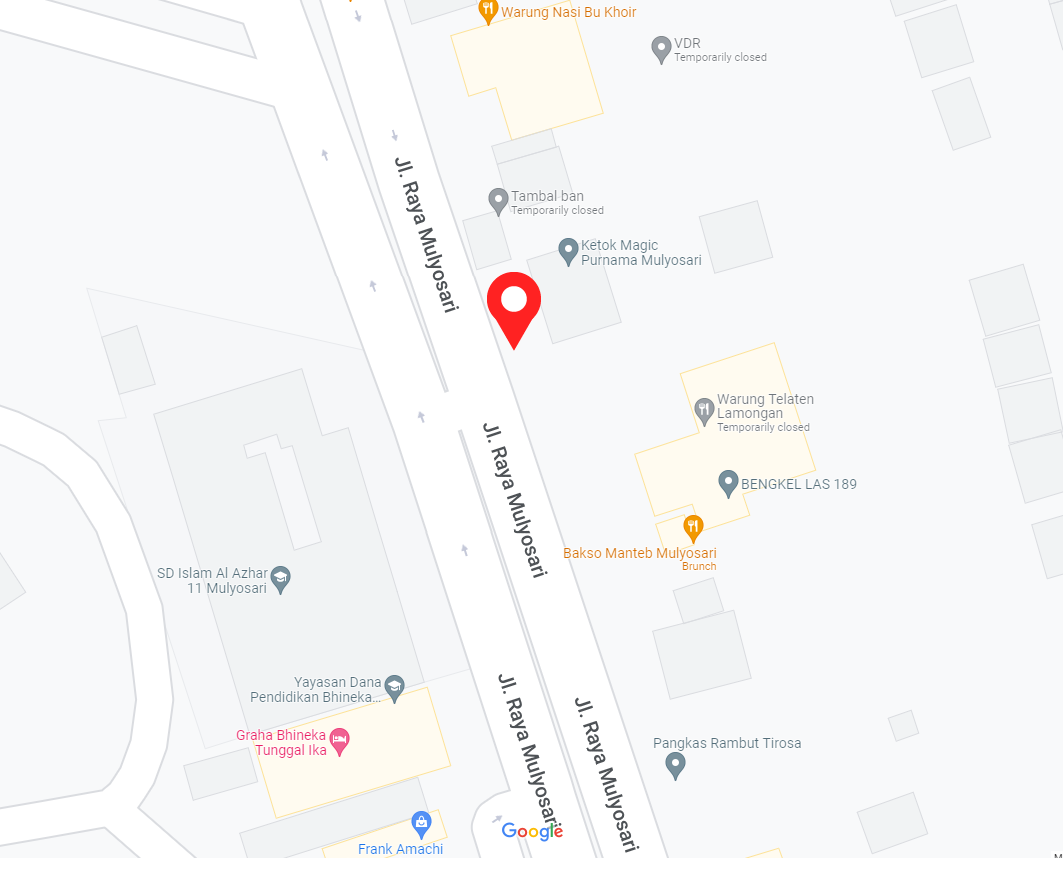 Warung Nasi Bu Khoir
VDR
Temporarily closed
Jl. Raya Mulyosari
Tambal ban
Temporarily closed
Ketok Magic
Purnama Mulyosari
Warung Telaten
Lamongan
Temporarily closed
Jl. Raya Mulyosari
BENGKEL LAS 189
Bakso Manteb Mulyosari
Brunch
SD Islam Al Azhar
11 Mulyosari
Yayasan Dana
Pendidikan Bhineka...
Jl. Raya Mulyosari
Jl. Raya Mulyosari
Graha Bhineka
Tunggal Ika
Pangkas Rambut Tirosa
Google
Frank Amachi